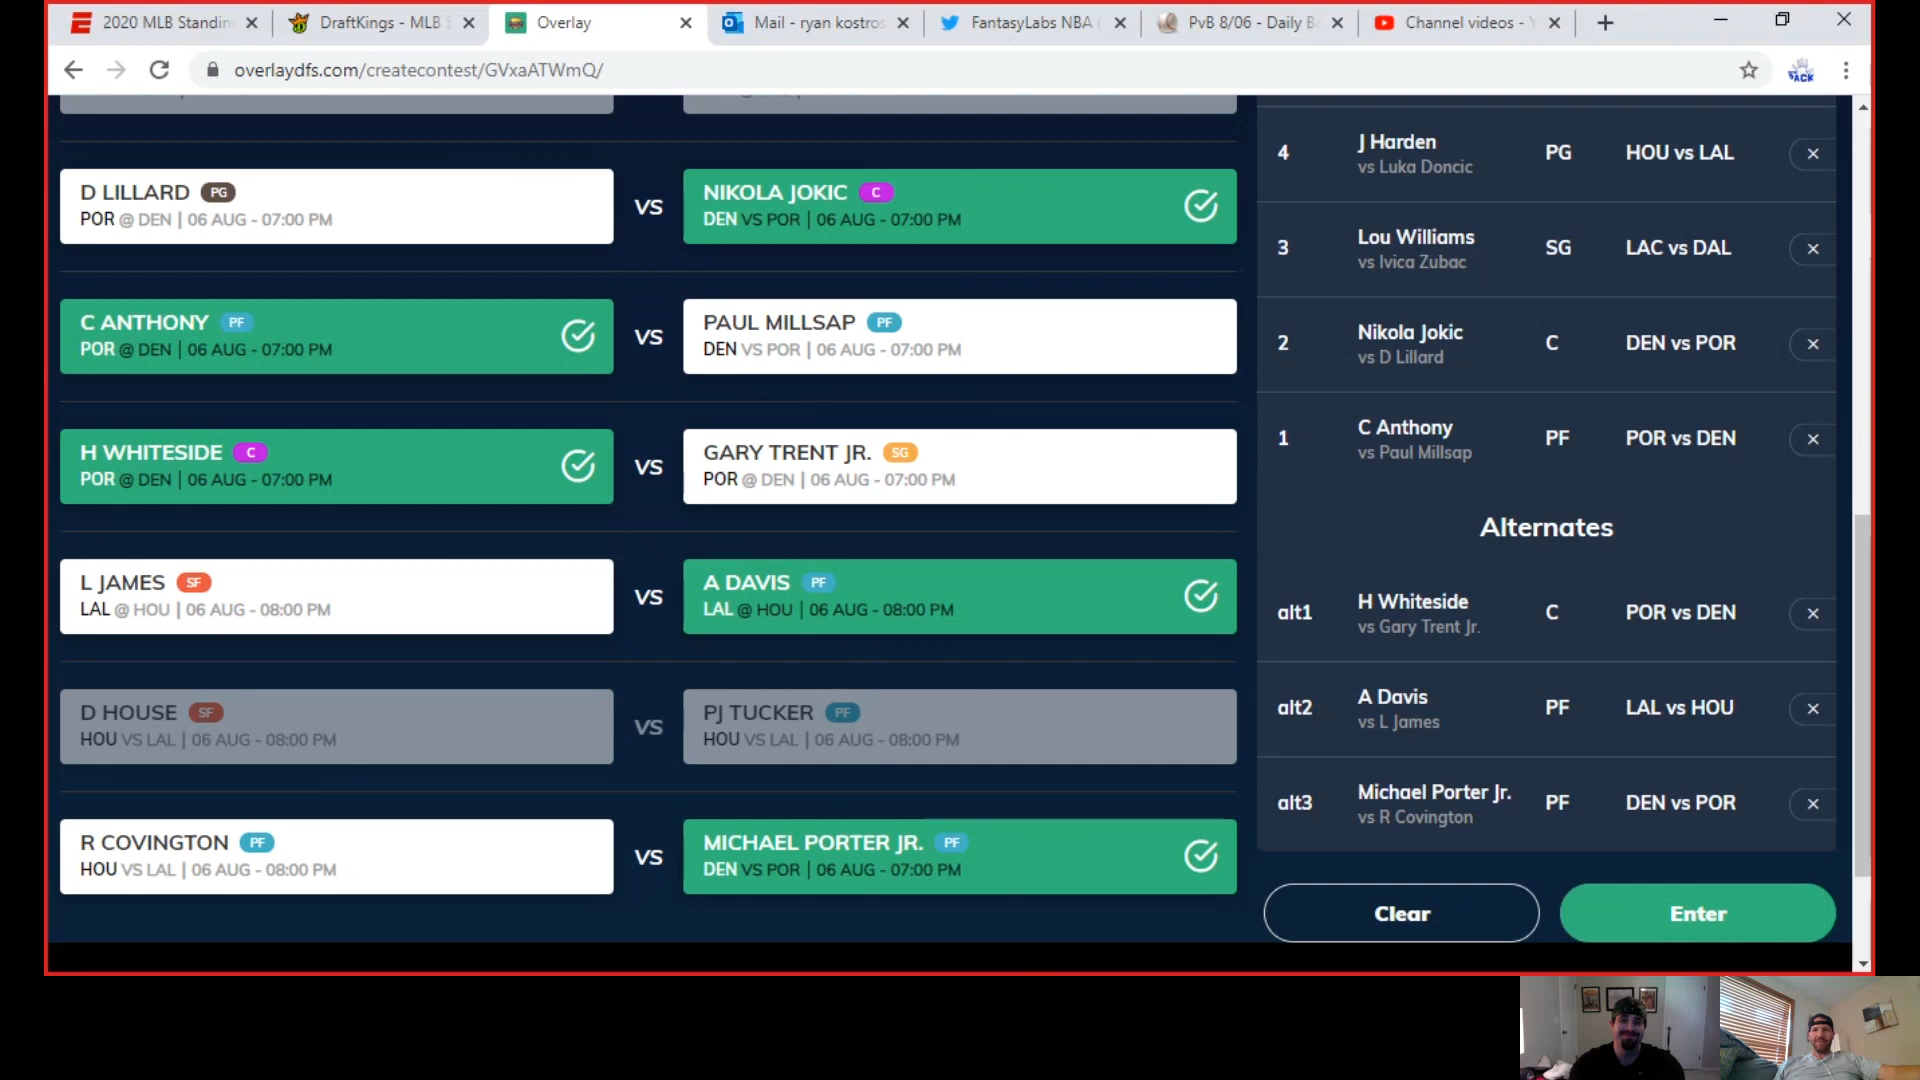 2020 MLB Standin
DraftKings - MLB S
Overlay
Mail - ryan kostros
FantasyLabs NBA
PvB 8/06 - Daily Ba
Channel videos - Y
overlaydfs.com/createcontest/GVxaATWmQ/
SACK
D LILLARD PG
POR @ DEN | 06 AUG - 07:00 PM
VS
NIKOLA JOKIC C
DEN VS POR | 06 AUG - 07:00 PM
C ANTHONY PF
POR @ DEN | 06 AUG - 07:00 PM
VS
PAUL MILLSAP PF
DEN VS POR | 06 AUG - 07:00 PM
H WHITESIDE C
POR @ DEN | 06 AUG - 07:00 PM
VS
GARY TRENT JR. SG
POR @ DEN | 06 AUG - 07:00 PM
L JAMES SF
LAL @ HOU | 06 AUG - 08:00 PM
VS
A DAVIS PF
LAL @ HOU | 06 AUG - 08:00 PM
D HOUSE SF
HOU VS LAL | 06 AUG - 08:00 PM
VS
PJ TUCKER PF
HOU VS LAL | 06 AUG - 08:00 PM
R COVINGTON PF
HOU VS LAL | 06 AUG - 08:00 PM
VS
MICHAEL PORTER JR. PF
DEN VS POR | 06 AUG - 07:00 PM
4 J Harden PG HOU vs LAL
vs Luka Doncic
3 Lou Williams SG LAC vs DAL
vs Ivica Zubac
2 Nikola Jokic C DEN vs POR
vs D Lillard
1 C Anthony PF POR vs DEN
vs Paul Millsap
Alternates
alt1 H Whiteside C POR vs DEN
vs Gary Trent Jr.
alt2 A Davis PF LAL vs HOU
vs L James
alt3 Michael Porter Jr. PF DEN vs POR
vs R Covington
Clear
Enter